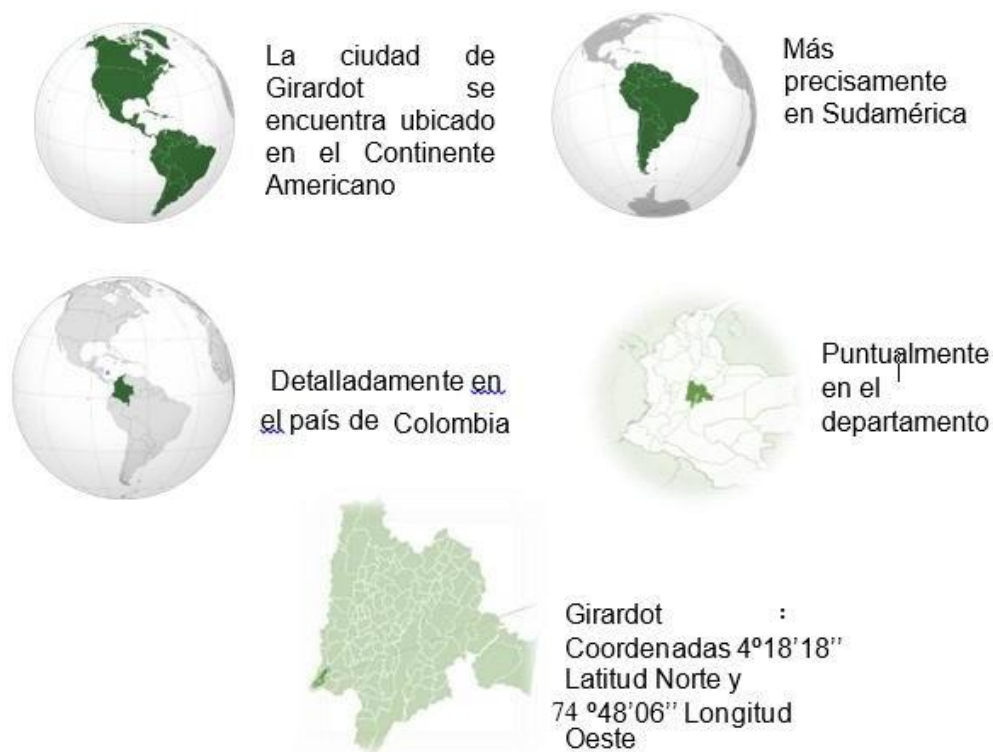 La ciudad de
Girardot se
encuentra ubicado
en el Continente
Americano
Más
precisamente
en Sudamérica
Detalladamente en
el país de Colombia
Puntualmente
en el
departamento
Girardot :
Coordenadas 4º18’18’’
Latitud Norte y
74 º48’06’’ Longitud
Oeste